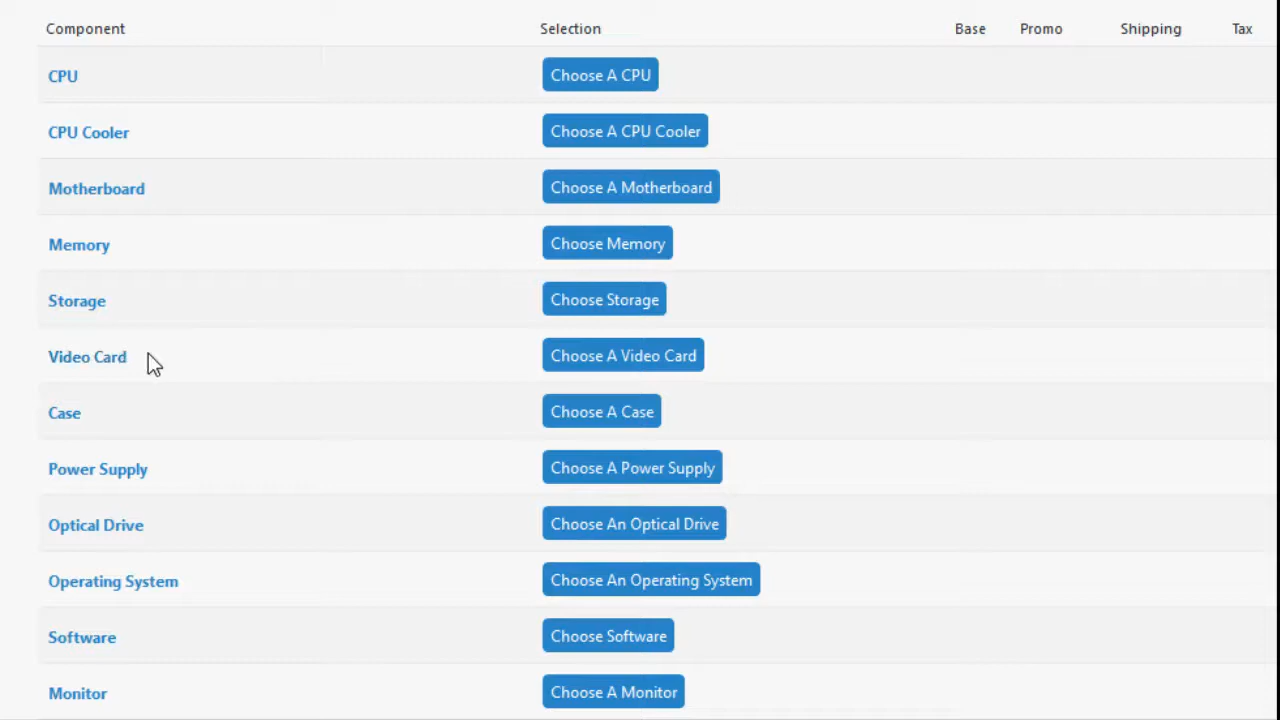 Component Selection Base Promo Shipping Tax
CPU Choose A CPU
CPU Cooler Choose A CPU Cooler
Motherboard Choose A Motherboard
Memory Choose Memory
Storage Choose Storage
Video Card Choose A Video Card
Case Choose A Case
Power Supply Choose A Power Supply
Optical Drive Choose An Optical Drive
Operating System Choose An Operating System
Software Choose Software
Monitor Choose A Monitor